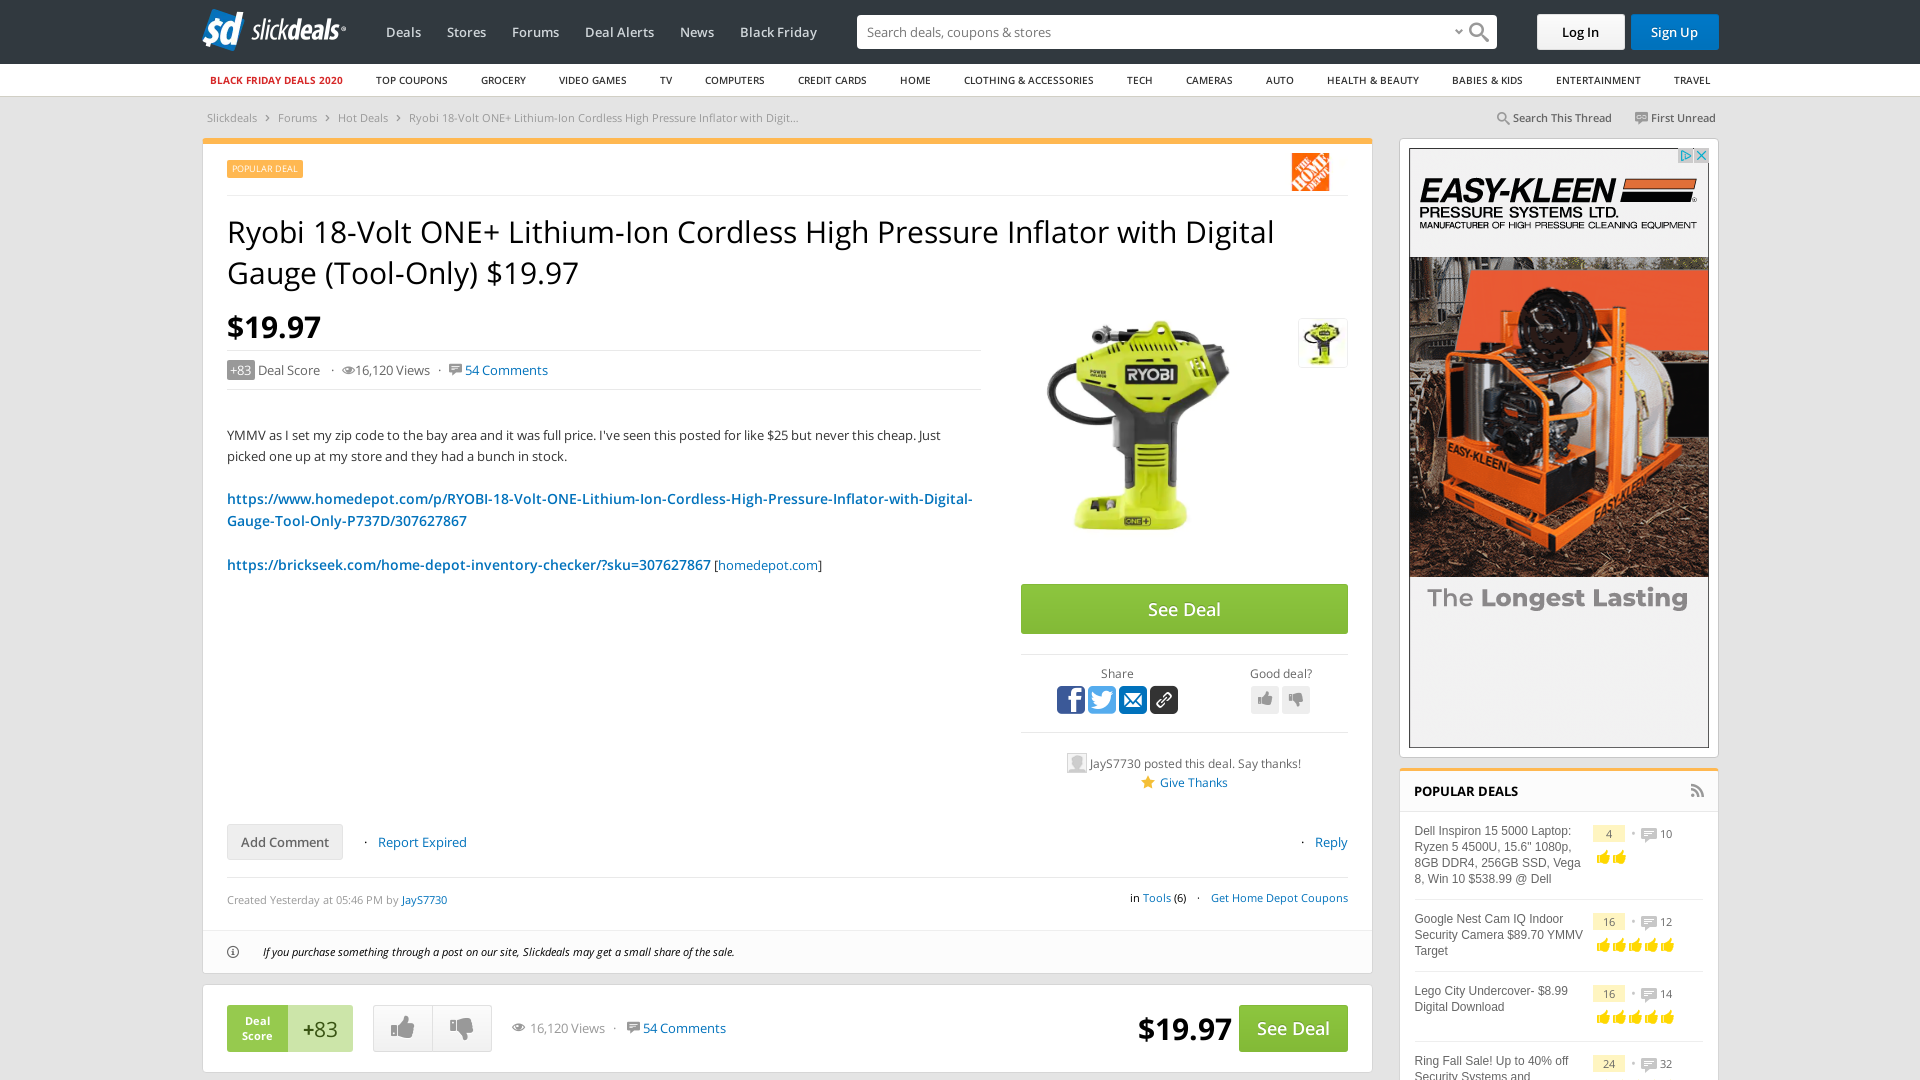 slickdeals
Deals
Stores
Forums
Deal Alerts
News
Black Friday
Search deals, coupons & stores
Log In
Sign Up
BLACK FRIDAY DEALS 2020
TOP COUPONS
GROCERY
VIDEO GAMES
TV
COMPUTERS
CREDIT CARDS
HOME
CLOTHING & ACCESSORIES
TECH
CAMERAS
AUTO
HEALTH & BEAUTY
BABIES & KIDS
ENTERTAINMENT
TRAVEL
Slickdeals › Forums › Hot Deals › Ryobi 18-Volt ONE+ Lithium-Ion Cordless High Pressure Inflator with Digit...
Search This Thread
First Unread
POPULAR DEAL
THE HOME DEPOT
Ryobi 18-Volt ONE+ Lithium-Ion Cordless High Pressure Inflator with Digital
Gauge (Tool-Only) $19.97
$19.97
+83 Deal Score · 16,120 Views · 54 Comments
YMMV as I set my zip code to the bay area and it was full price. I've seen this posted for like $25 but never this cheap. Just
picked one up at my store and they had a bunch in stock.
https://www.homedepot.com/p/RYOBI-18-Volt-ONE-Lithium-Ion-Cordless-High-Pressure-Inflator-with-Digital-
Gauge-Tool-Only-P737D/307627867
https://brickseek.com/home-depot-inventory-checker/?sku=307627867 [homedepot.com]
POWER INFLATOR
RYOBI
ONE+
See Deal
Share
Good deal?
JayS7730 posted this deal. Say thanks!
Give Thanks
Add Comment
· Report Expired
· Reply
Created Yesterday at 05:46 PM by JayS7730
in Tools (6) · Get Home Depot Coupons
If you purchase something through a post on our site, Slickdeals may get a small share of the sale.
Deal
Score
+83
16,120 Views · 54 Comments
$19.97
See Deal
EASY-KLEEN
PRESSURE SYSTEMS LTD.
MANUFACTURER OF HIGH PRESSURE CLEANING EQUIPMENT
EASY-KLEEN
EASY-KLEEN
The Longest Lasting
POPULAR DEALS
Dell Inspiron 15 5000 Laptop:
Ryzen 5 4500U, 15.6" 1080p,
8GB DDR4, 256GB SSD, Vega
8, Win 10 $538.99 @ Dell
4 • 10
Google Nest Cam IQ Indoor
Security Camera $89.70 YMMV
Target
16 • 12
Lego City Undercover- $8.99
Digital Download
16 • 14
Ring Fall Sale! Up to 40% off
Security Systems and
24 • 32